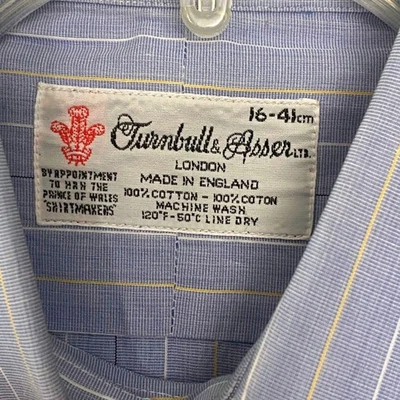 16-41cm
Turnbull & Asser LTD.
LONDON
MADE IN ENGLAND
100% COTTON - 100% COTON
MACHINE WASH
120°F-50°C LINE DRY
BY APPOINTMENT
TO HRH THE
PRINCE OF WALES
"SHIRTMAKERS"